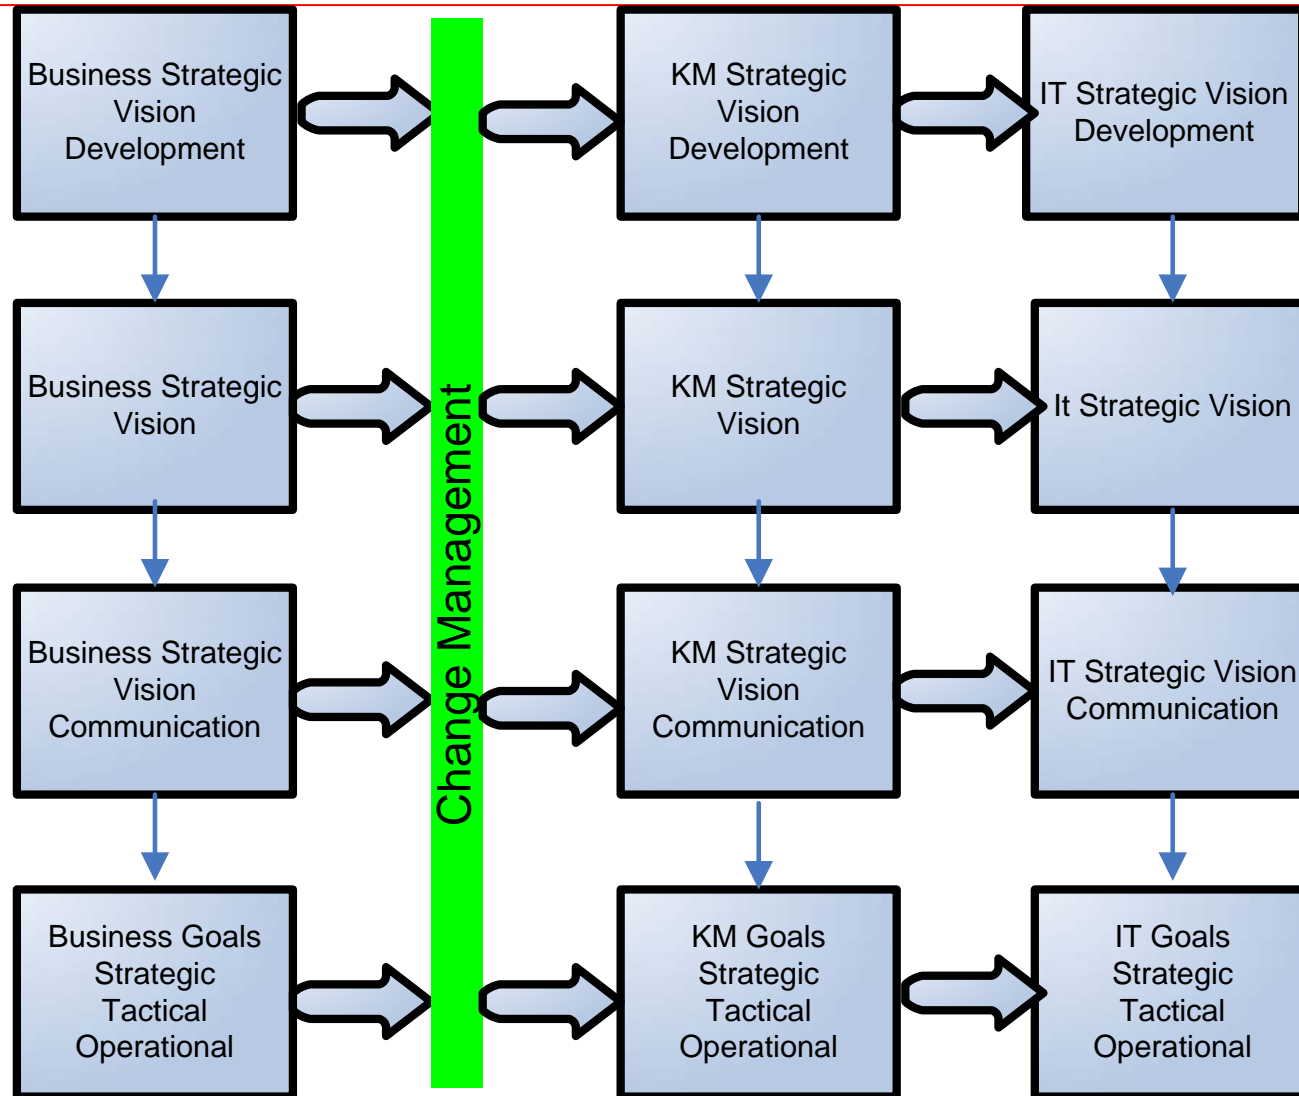 Business Strategic
Vision
Development
KM Strategic
Vision
Development
IT Strategic Vision
Development
Business Strategic
Vision
KM Strategic
Vision
It Strategic Vision
Change Management
Business Strategic
Vision
Communication
KM Strategic
Vision
Communication
IT Strategic Vision
Communication
Business Goals
Strategic
Tactical
Operational
KM Goals
Strategic
Tactical
Operational
IT Goals
Strategic
Tactical
Operational